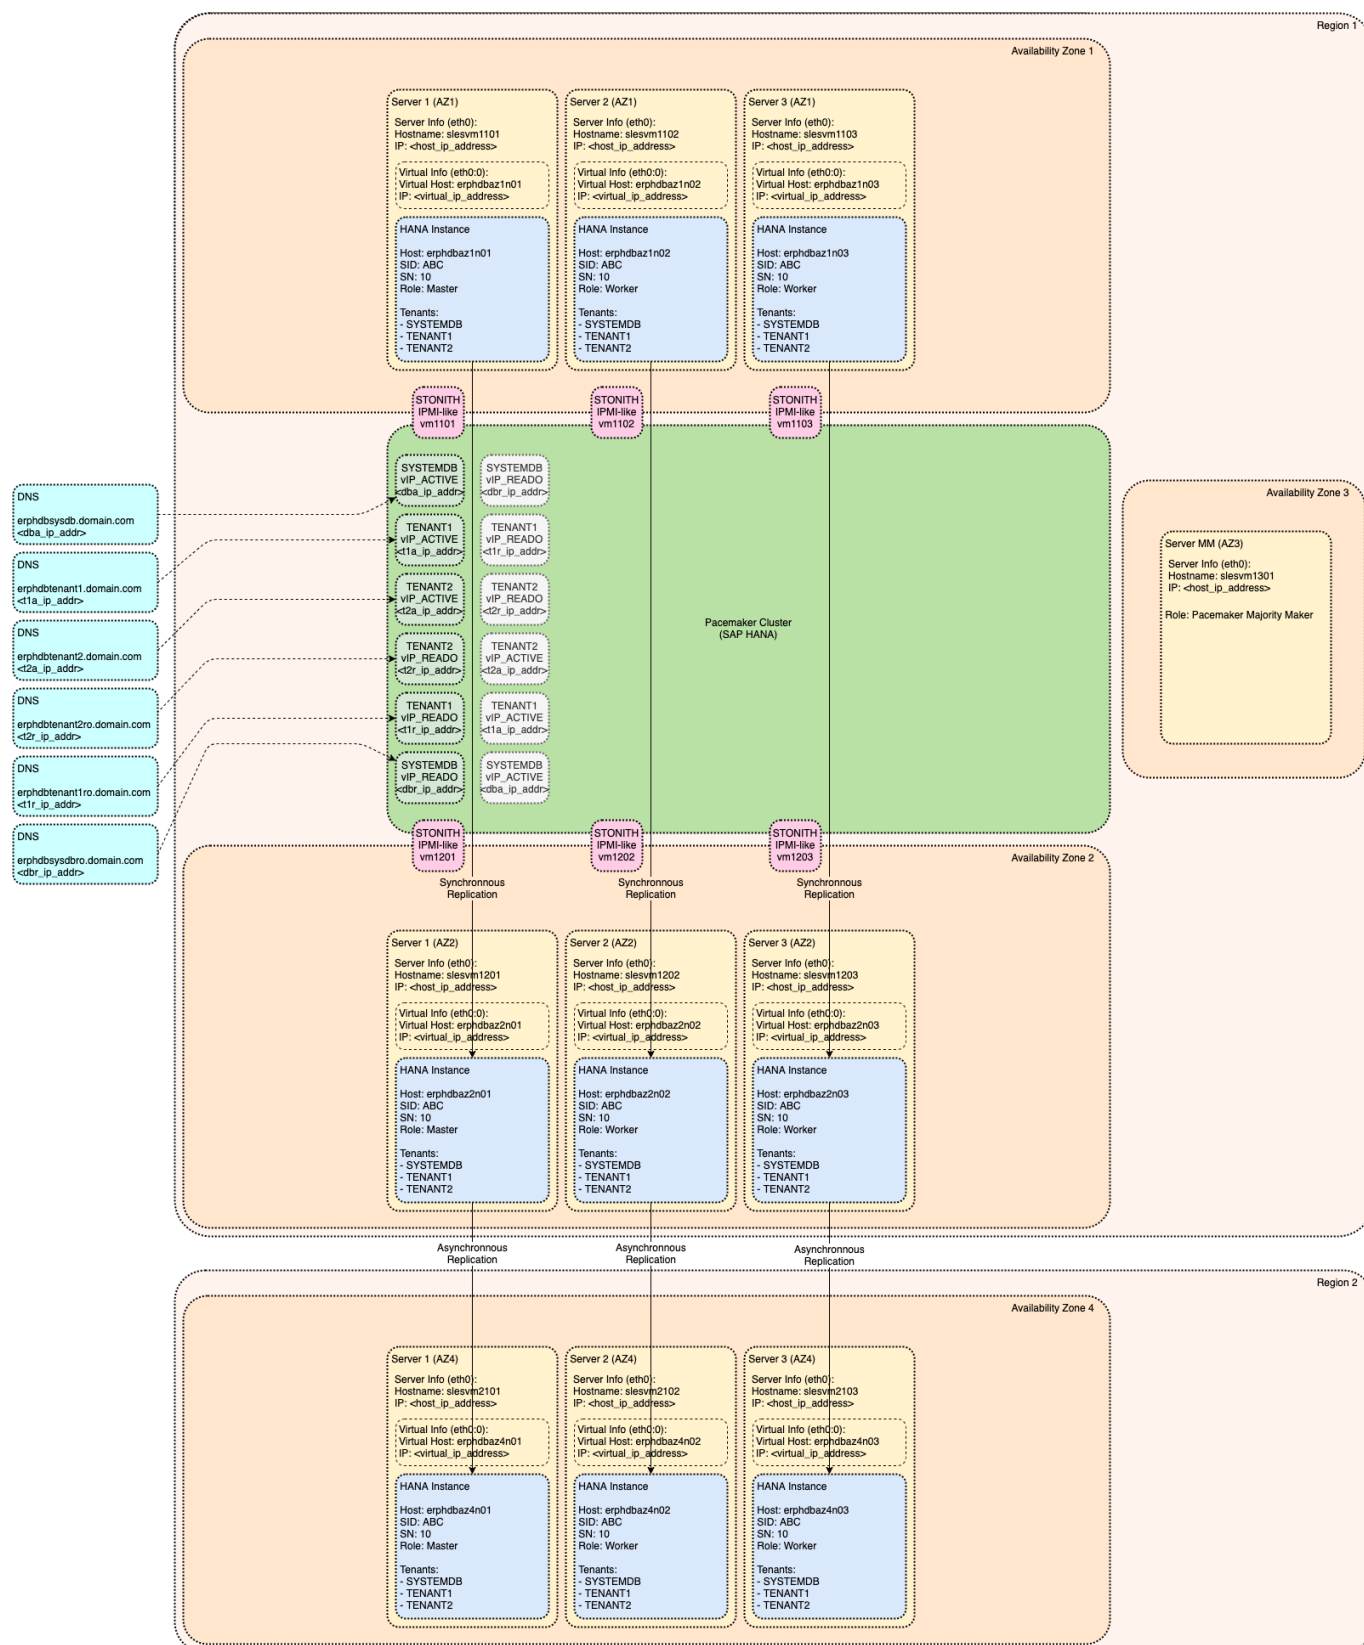 Region 1
Availability Zone 1
Server 1 (AZ1)
Server Info (eth0):
Hostname: slesvm1101
IP: <host_ip_address>
Virtual Info (eth0:0):
Virtual Host: erphdbaz1n01
IP: <virtual_ip_address>
HANA Instance
Host: erphdbaz1n01
SID: ABC
SN: 10
Role: Master
Tenants:
- SYSTEMDB
- TENANT1
- TENANT2
Server 2 (AZ1)
Server Info (eth0):
Hostname: slesvm1102
IP: <host_ip_address>
Virtual Info (eth0:0):
Virtual Host: erphdbaz1n02
IP: <virtual_ip_address>
HANA Instance
Host: erphdbaz1n02
SID: ABC
SN: 10
Role: Worker
Tenants:
- SYSTEMDB
- TENANT1
- TENANT2
Server 3 (AZ1)
Server Info (eth0):
Hostname: slesvm1103
IP: <host_ip_address>
Virtual Info (eth0:0):
Virtual Host: erphdbaz1n03
IP: <virtual_ip_address>
HANA Instance
Host: erphdbaz1n03
SID: ABC
SN: 10
Role: Worker
Tenants:
- SYSTEMDB
- TENANT1
- TENANT2
STONITH
IPMI-like
vm1101
STONITH
IPMI-like
vm1102
STONITH
IPMI-like
vm1103
DNS
erphdbsysdb.domain.com
<dba_ip_addr>
DNS
erphdbtenant1.domain.com
<t1a_ip_addr>
DNS
erphdbtenant2.domain.com
<t2a_ip_addr>
DNS
erphdbtenant2ro.domain.com
<t2r_ip_addr>
DNS
erphdbtenant1ro.domain.com
<t1r_ip_addr>
DNS
erphdbsysdbro.domain.com
<dbr_ip_addr>
SYSTEMDB
vIP_ACTIVE
<dba_ip_addr>
SYSTEMDB
vIP_READO
<dbr_ip_addr>
TENANT1
vIP_ACTIVE
<t1a_ip_addr>
TENANT1
vIP_READO
<t1r_ip_addr>
TENANT2
vIP_ACTIVE
<t2a_ip_addr>
TENANT2
vIP_READO
<t2r_ip_addr>
TENANT2
vIP_READO
<t2r_ip_addr>
TENANT2
vIP_ACTIVE
<t2a_ip_addr>
TENANT1
vIP_READO
<t1r_ip_addr>
TENANT1
vIP_ACTIVE
<t1a_ip_addr>
SYSTEMDB
vIP_READO
<dbr_ip_addr>
SYSTEMDB
vIP_ACTIVE
<dba_ip_addr>
Pacemaker Cluster
(SAP HANA)
Availability Zone 3
Server MM (AZ3)
Server Info (eth0):
Hostname: slesvm1301
IP: <host_ip_address>
Role: Pacemaker Majority Maker
STONITH
IPMI-like
vm1201
STONITH
IPMI-like
vm1202
STONITH
IPMI-like
vm1203
Availability Zone 2
Synchronnous
Replication
Synchronnous
Replication
Synchronnous
Replication
Server 1 (AZ2)
Server Info (eth0):
Hostname: slesvm1201
IP: <host_ip_address>
Virtual Info (eth0:0):
Virtual Host: erphdbaz2n01
IP: <virtual_ip_address>
HANA Instance
Host: erphdbaz2n01
SID: ABC
SN: 10
Role: Master
Tenants:
- SYSTEMDB
- TENANT1
- TENANT2
Server 2 (AZ2)
Server Info (eth0):
Hostname: slesvm1202
IP: <host_ip_address>
Virtual Info (eth0:0):
Virtual Host: erphdbaz2n02
IP: <virtual_ip_address>
HANA Instance
Host: erphdbaz2n02
SID: ABC
SN: 10
Role: Worker
Tenants:
- SYSTEMDB
- TENANT1
- TENANT2
Server 3 (AZ2)
Server Info (eth0):
Hostname: slesvm1203
IP: <host_ip_address>
Virtual Info (eth0:0):
Virtual Host: erphdbaz2n03
IP: <virtual_ip_address>
HANA Instance
Host: erphdbaz2n03
SID: ABC
SN: 10
Role: Worker
Tenants:
- SYSTEMDB
- TENANT1
- TENANT2
Asynchronnous
Replication
Asynchronnous
Replication
Asynchronnous
Replication
Region 2
Availability Zone 4
Server 1 (AZ4)
Server Info (eth0):
Hostname: slesvm2101
IP: <host_ip_address>
Virtual Info (eth0:0):
Virtual Host: erphdbaz4n01
IP: <virtual_ip_address>
HANA Instance
Host: erphdbaz4n01
SID: ABC
SN: 10
Role: Master
Tenants:
- SYSTEMDB
- TENANT1
- TENANT2
Server 2 (AZ4)
Server Info (eth0):
Hostname: slesvm2102
IP: <host_ip_address>
Virtual Info (eth0:0):
Virtual Host: erphdbaz4n02
IP: <virtual_ip_address>
HANA Instance
Host: erphdbaz4n02
SID: ABC
SN: 10
Role: Worker
Tenants:
- SYSTEMDB
- TENANT1
- TENANT2
Server 3 (AZ4)
Server Info (eth0):
Hostname: slesvm2103
IP: <host_ip_address>
Virtual Info (eth0:0):
Virtual Host: erphdbaz4n03
IP: <virtual_ip_address>
HANA Instance
Host: erphdbaz4n03
SID: ABC
SN: 10
Role: Worker
Tenants:
- SYSTEMDB
- TENANT1
- TENANT2